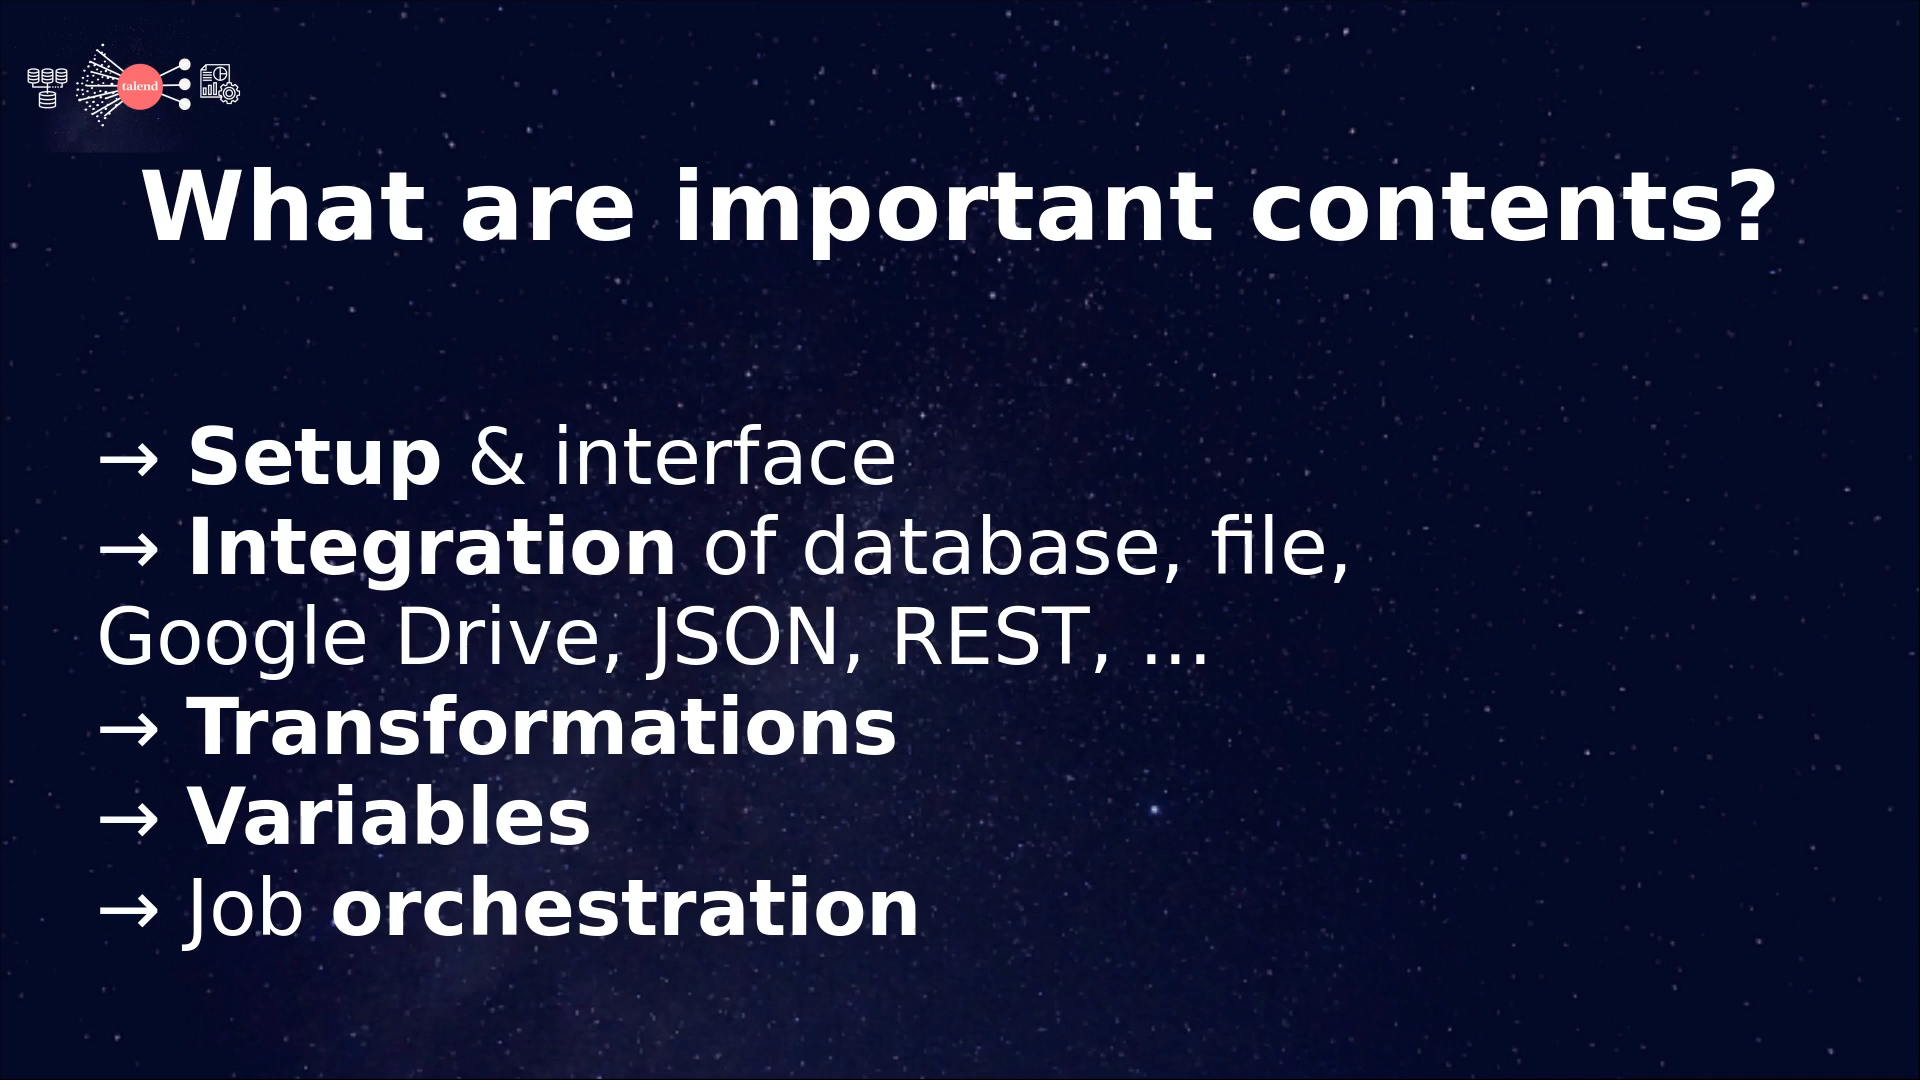 talend
What are important contents?
→ Setup & interface
→ Integration of database, file,
Google Drive, JSON, REST, ...
→ Transformations
→ Variables
→ Job orchestration